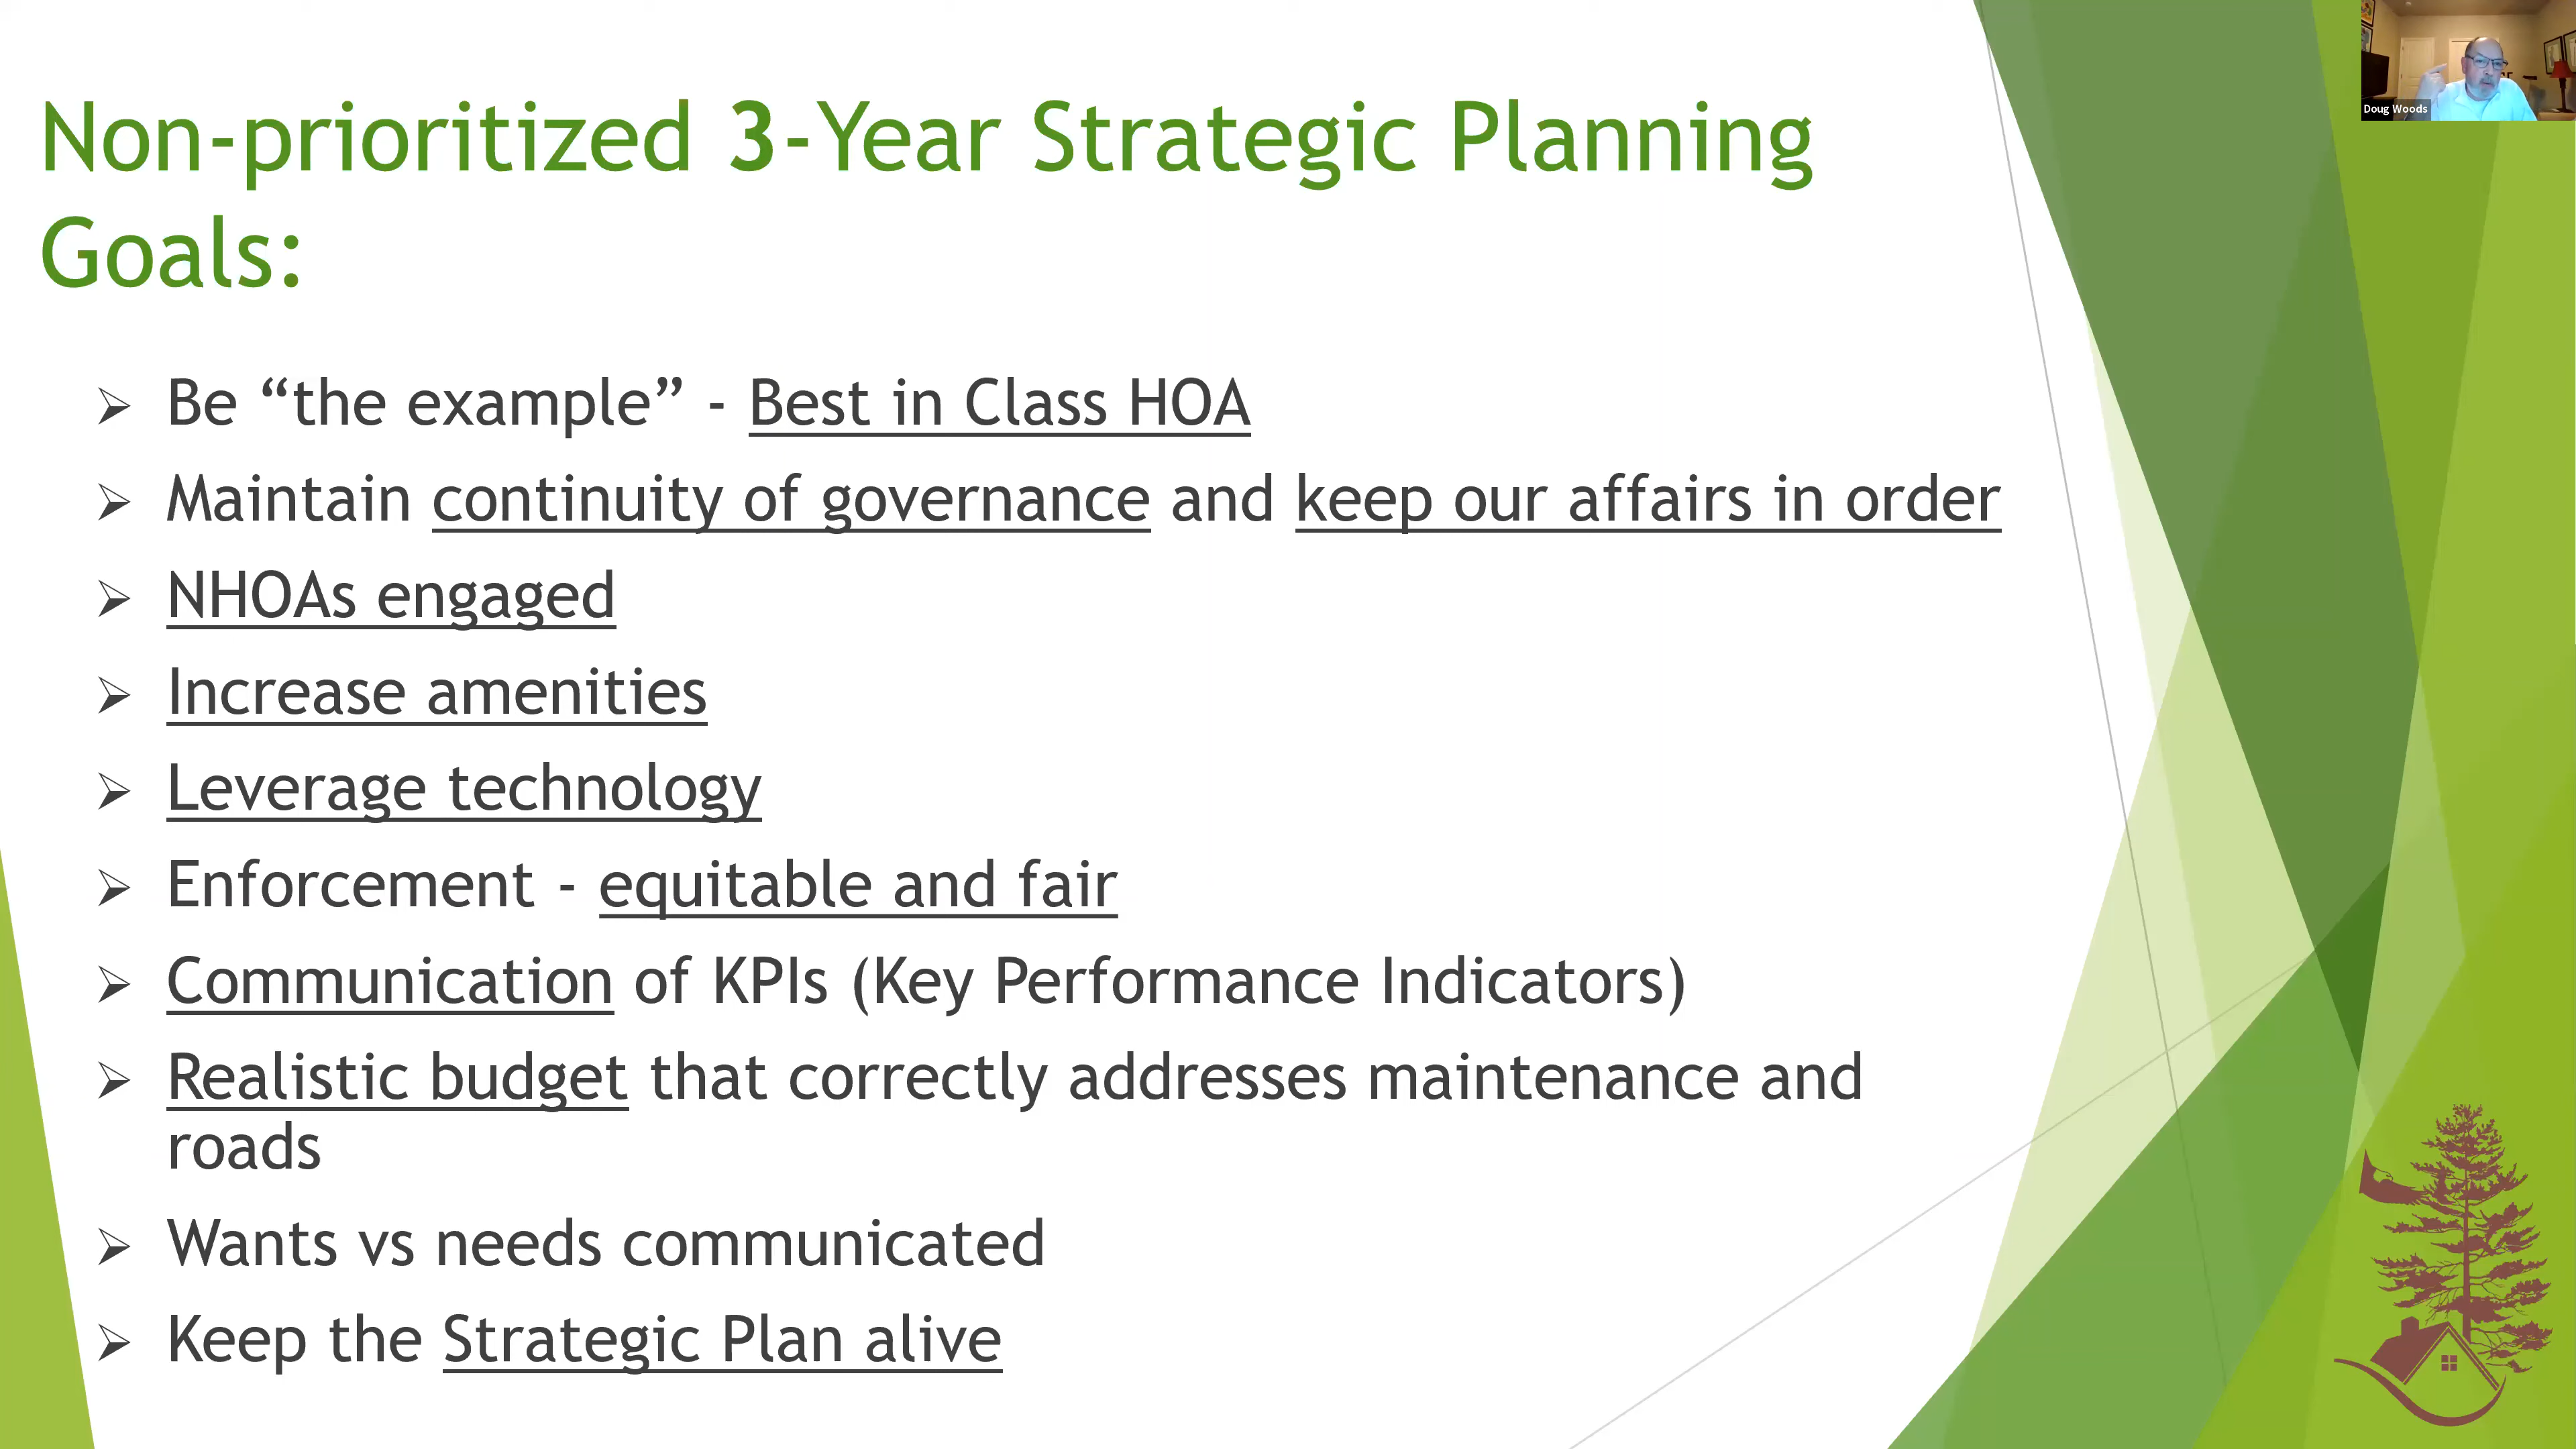 Doug Woods
Non-prioritized 3-Year Strategic Planning
Goals:
➢ Be “the example” - Best in Class HOA
➢ Maintain continuity of governance and keep our affairs in order
➢ NHOAs engaged
➢ Increase amenities
➢ Leverage technology
➢ Enforcement - equitable and fair
➢ Communication of KPIs (Key Performance Indicators)
➢ Realistic budget that correctly addresses maintenance and
roads
➢ Wants vs needs communicated
➢ Keep the Strategic Plan alive